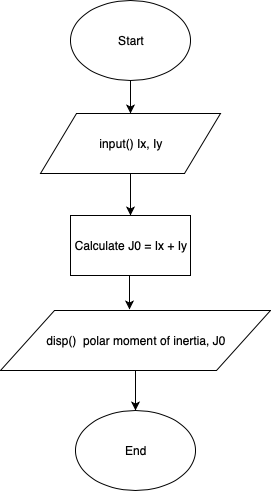 Start
input() Ix, Iy
Calculate J0 = Ix + Iy
disp()  polar moment of inertia, J0
End